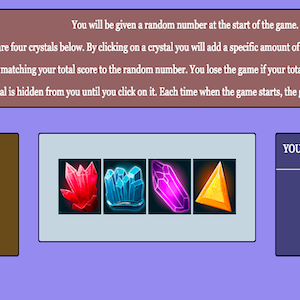 You will be given a random number at the start of the game.
are four crystals below. By clicking on a crystal you will add a specific amount of
matching your total score to the random number. You lose the game if your total
al is hidden from you until you click on it. Each time when the game starts, the g
YOU